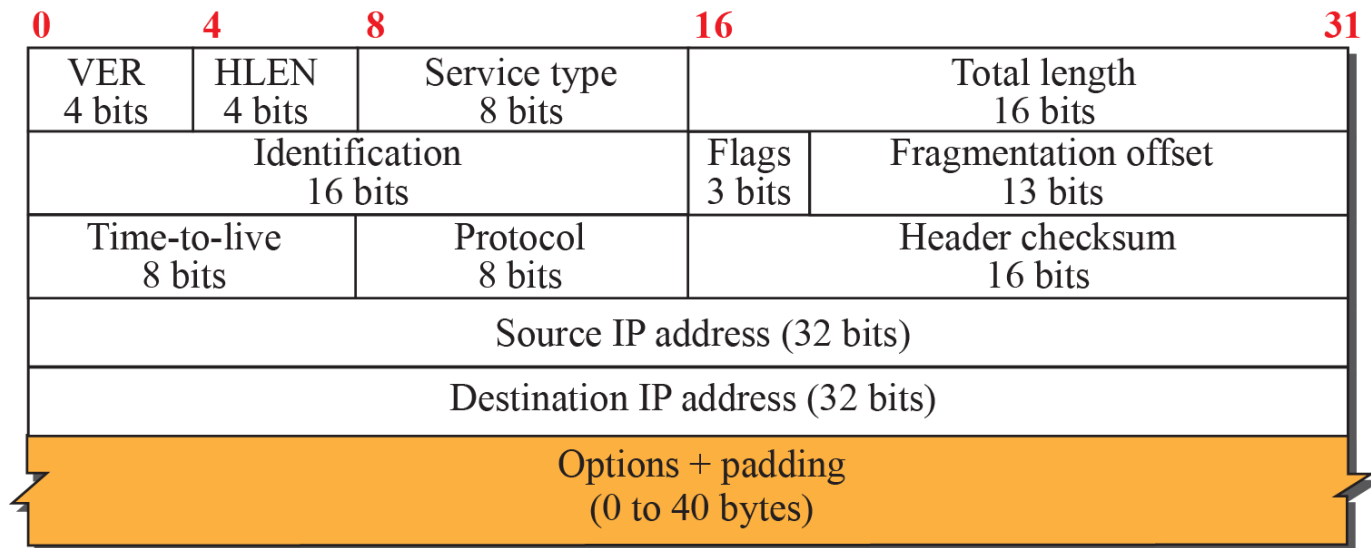 0 4 8 16 31
VER HLEN Service type Total length
4 bits 4 bits 8 bits 16 bits
Identification Flags Fragmentation offset
16 bits 3 bits 13 bits
Time-to-live Protocol Header checksum
8 bits 8 bits 16 bits
Source IP address (32 bits)
Destination IP address (32 bits)
Options + padding
(0 to 40 bytes)